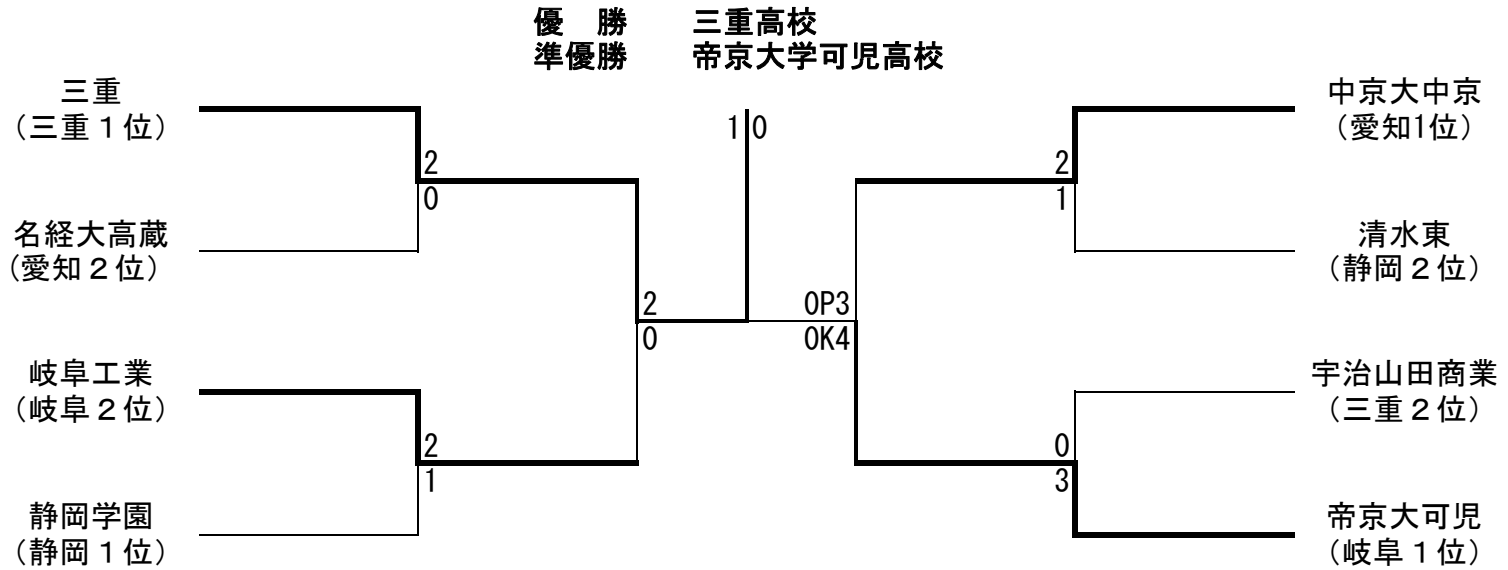 優　勝　　三重高校
準優勝　　帝京大学可児高校
三重
（三重１位）
名経大高蔵
（愛知２位）
岐阜工業
（岐阜２位）
静岡学園
（静岡１位）
2
0
2
1
2
0
1 0
0P3
0K4
2
1
0
3
中京大中京
（愛知1位）
清水東
（静岡２位）
宇治山田商業
（三重２位）
帝京大可児
（岐阜１位）